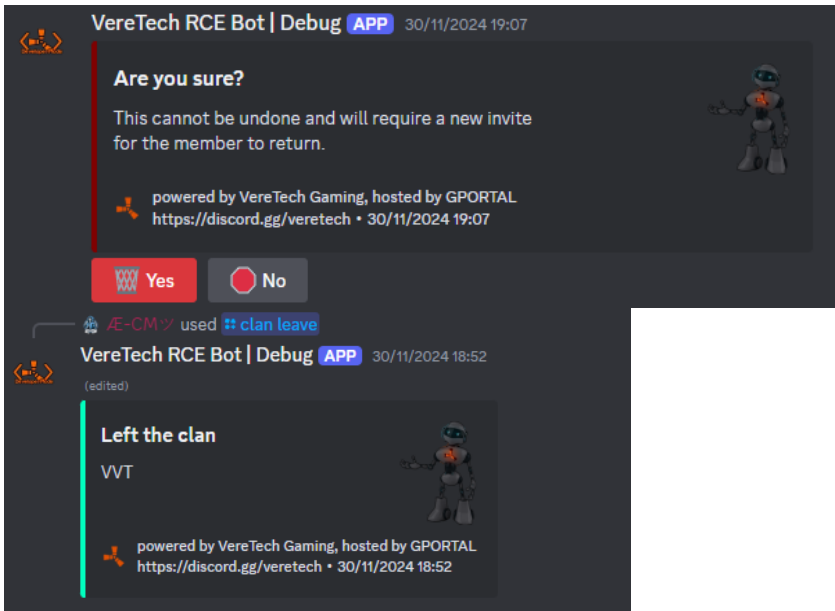 VereTech RCE Bot | Debug APP 30/11/2024 19:07
Are you sure?
This cannot be undone and will require a new invite
for the member to return.
powered by VereTech Gaming, hosted by GPORTAL
https://discord.gg/veretech • 30/11/2024 19:07
Yes No
Æ-CMツ used clan leave
VereTech RCE Bot | Debug APP 30/11/2024 18:52
(edited)
Left the clan
VVT
powered by VereTech Gaming, hosted by GPORTAL
https://discord.gg/veretech • 30/11/2024 18:52